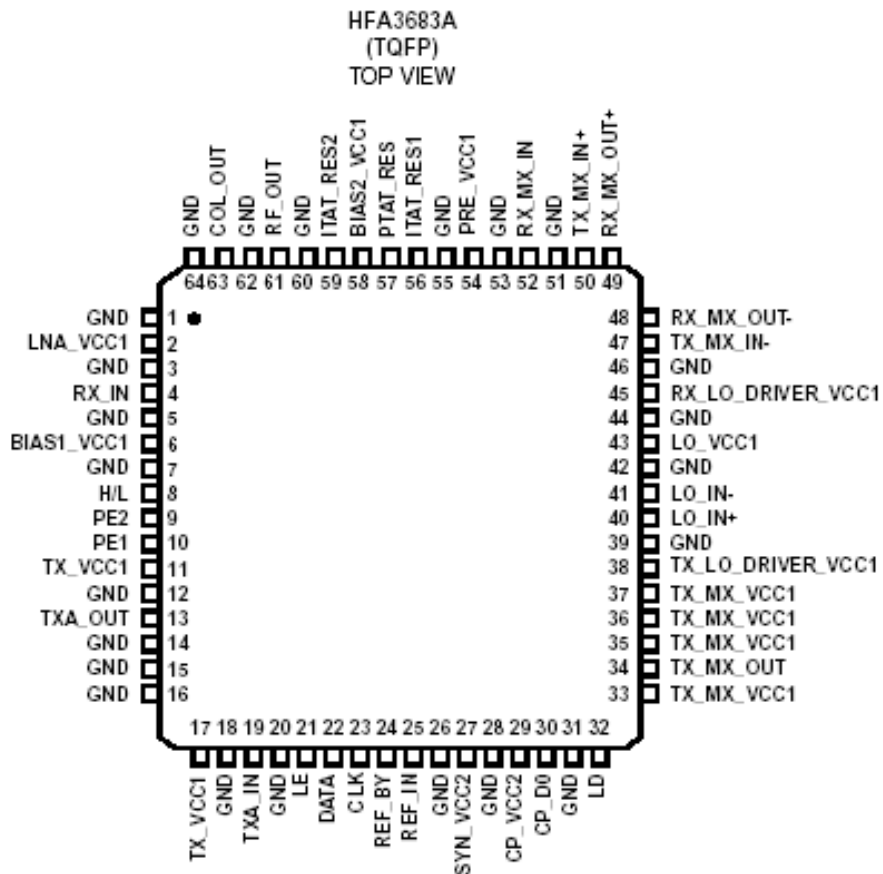 HFA3683A
(TQFP)
TOP VIEW
GND
COL_OUT
GND
RF_OUT
GND
ITAT_RES2
BIAS2_VCC1
PTAT_RES
ITAT_RES1
GND
PRE_VCC1
GND
RX_MX_IN
GND
TX_MX_IN+
RX_MX_OUT+
64 63 62 61 60 59 58 57 56 55 54 53 52 51 50 49
GND 1
LNA_VCC1 2
GND 3
RX_IN 4
GND 5
BIAS1_VCC1 6
GND 7
H/L 8
PE2 9
PE1 10
TX_VCC1 11
GND 12
TXA_OUT 13
GND 14
GND 15
GND 16
48 RX_MX_OUT-
47 TX_MX_IN-
46 GND
45 RX_LO_DRIVER_VCC1
44 GND
43 LO_VCC1
42 GND
41 LO_IN-
40 LO_IN+
39 GND
38 TX_LO_DRIVER_VCC1
37 TX_MX_VCC1
36 TX_MX_VCC1
35 TX_MX_VCC1
34 TX_MX_OUT
33 TX_MX_VCC1
17 18 19 20 21 22 23 24 25 26 27 28 29 30 31 32
TX_VCC1
GND
TXA_IN
GND
LE
DATA
CLK
REF_BY
REF_IN
GND
SYN_VCC2
GND
CP_VCC2
CP_D0
GND
LD